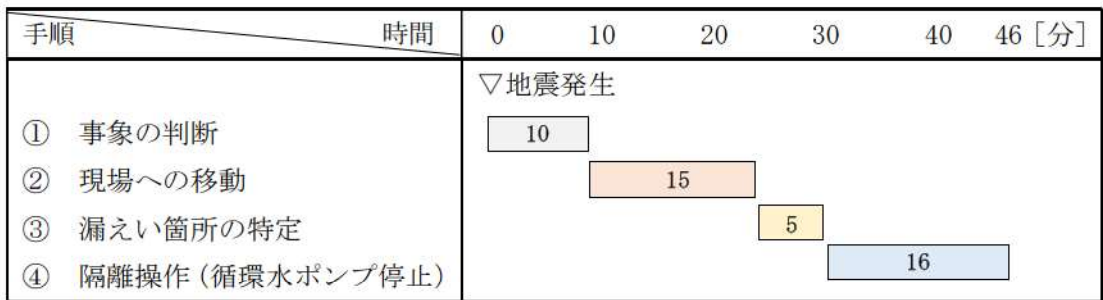 手順 時間 0 10 20 30 40 46 [分]
▽地震発生
① 事象の判断 10
② 現場への移動 15
③ 漏えい箇所の特定 5
④ 隔離操作(循環水ポンプ停止) 16